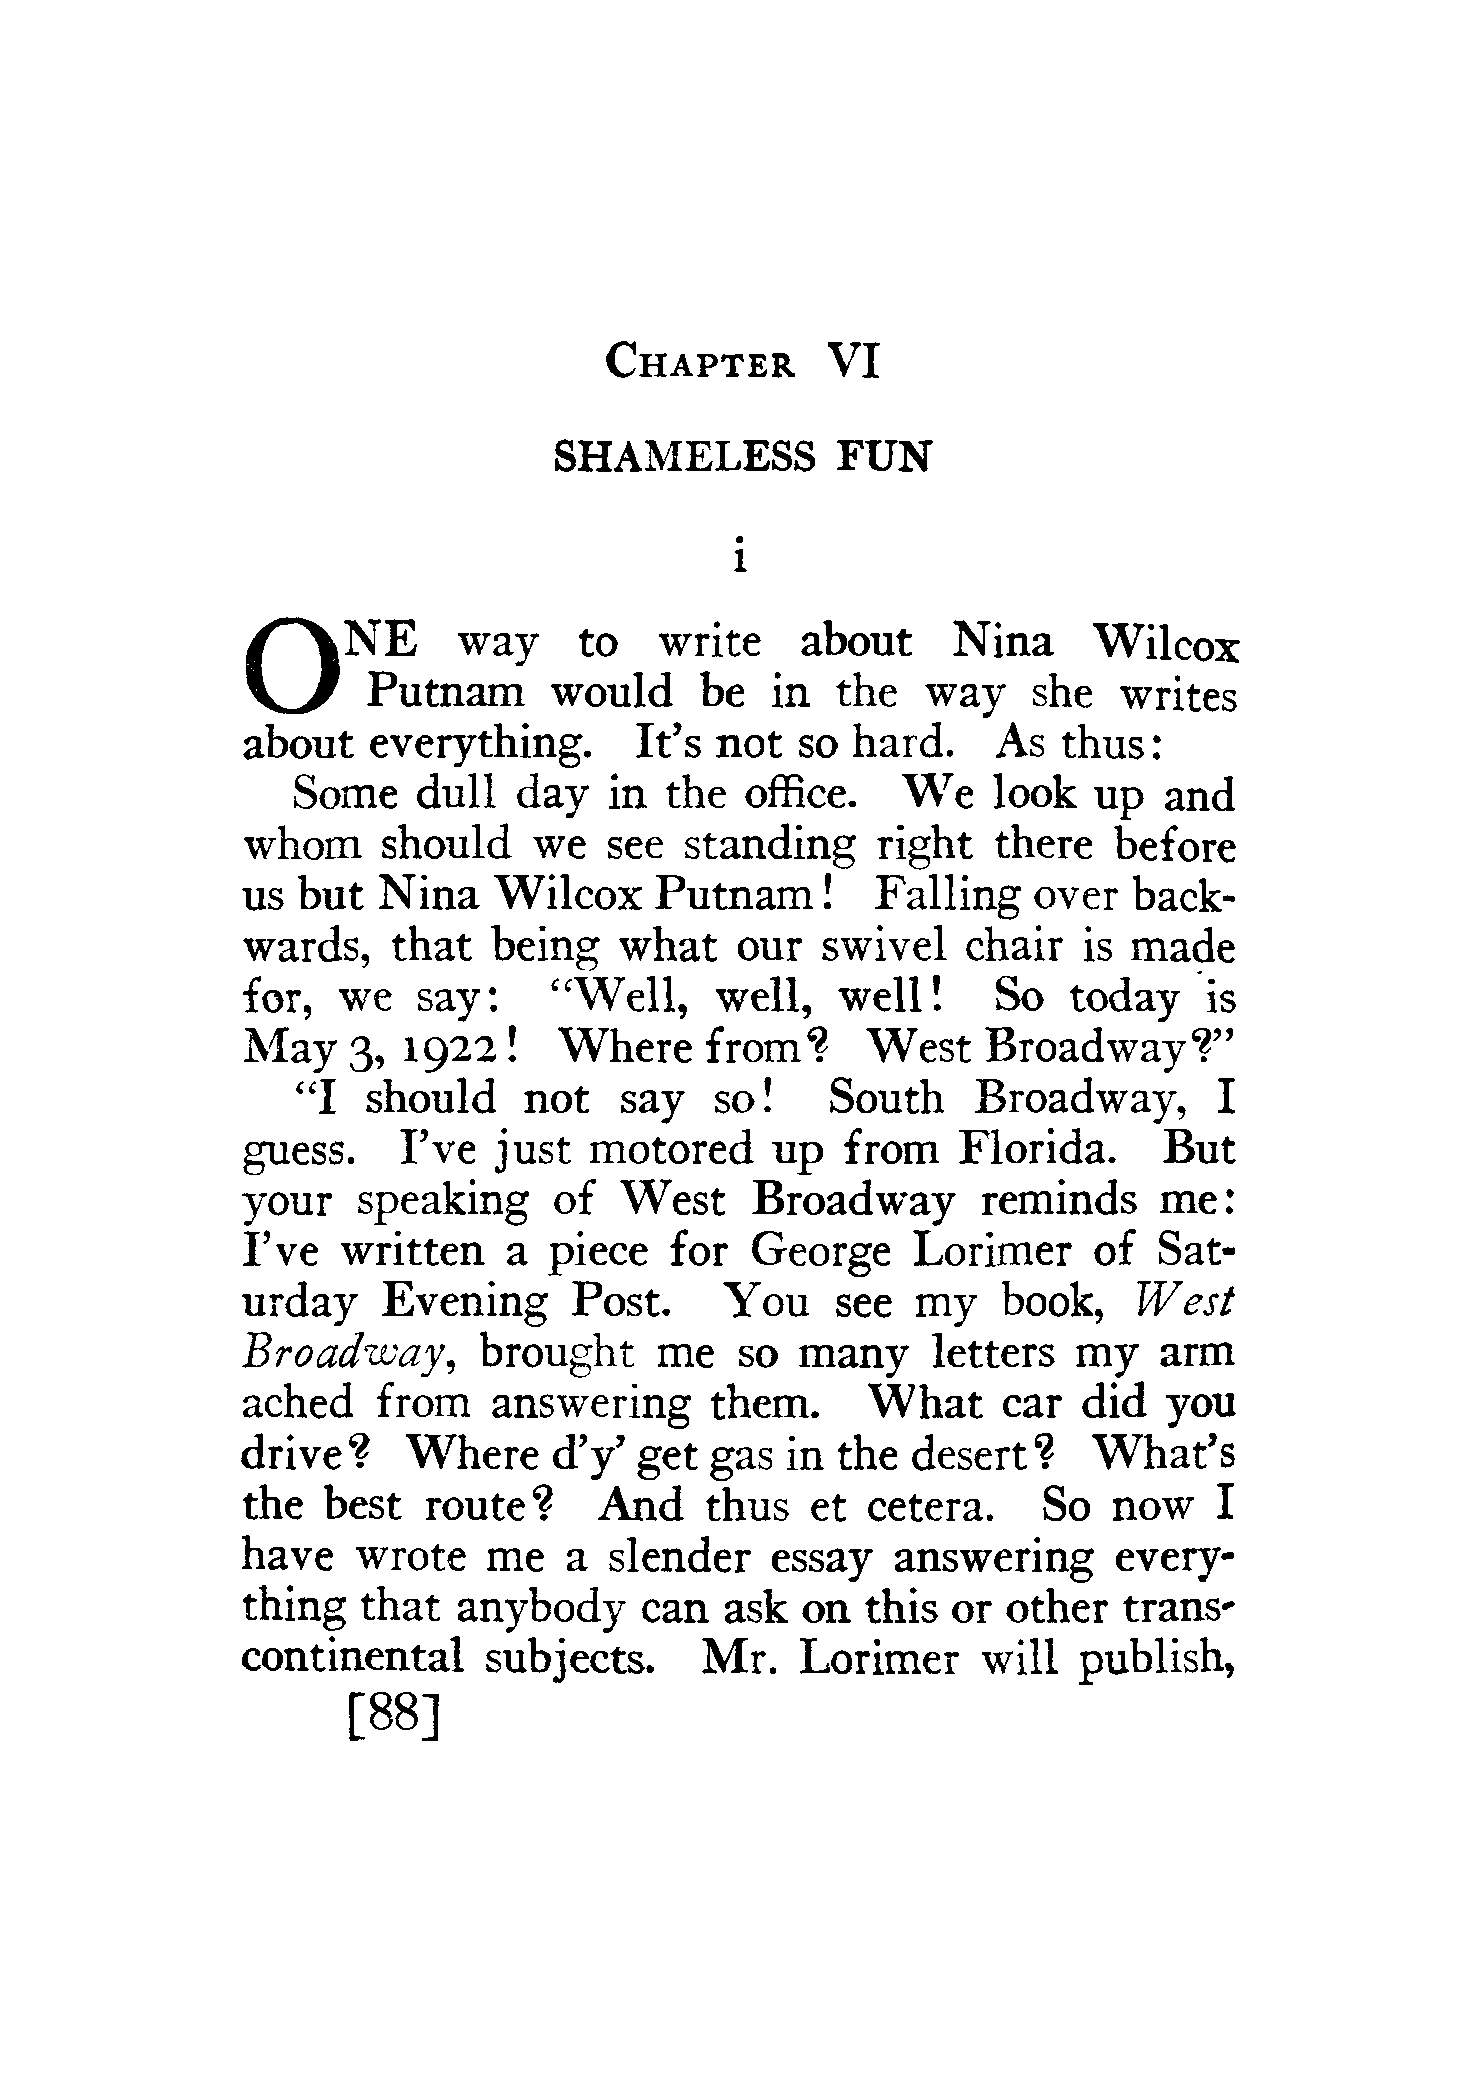 CHAPTER VI
SHAMELESS FUN
i
ONE way to write about Nina Wilcox
Putnam would be in the way she writes
about everything. It's not so hard. As thus:
Some dull day in the office. We look up and
whom should we see standing right there before
us but Nina Wilcox Putnam! Falling over back-
wards, that being what our swivel chair is made
for, we say: “Well, well, well! So today is
May 3, 1922! Where from? West Broadway?”
“I should not say so! South Broadway, I
guess. I've just motored up from Florida. But
your speaking of West Broadway reminds me:
I've written a piece for George Lorimer of Sat-
urday Evening Post. You see my book, West
Broadway, brought me so many letters my arm
ached from answering them. What car did you
drive? Where d'y' get gas in the desert? What's
the best route? And thus et cetera. So now I
have wrote me a slender essay answering every-
thing that anybody can ask on this or other trans-
continental subjects. Mr. Lorimer will publish,
[88]